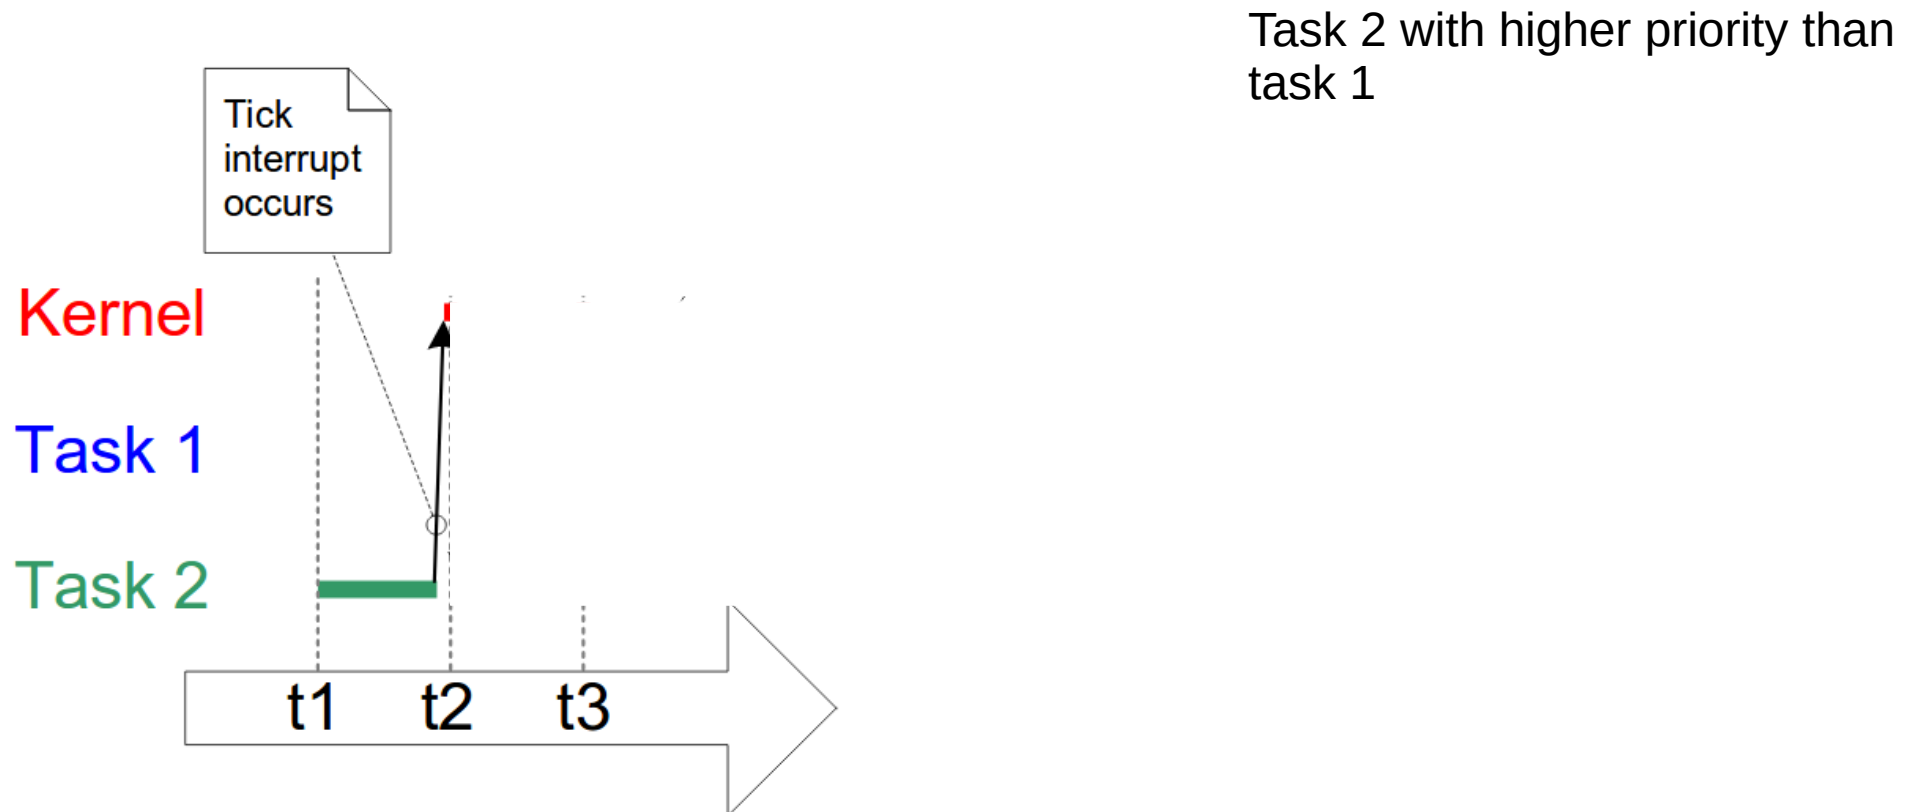 Task 2 with higher priority than
task 1
Tick
interrupt
occurs
Kernel
Task 1
Task 2
t1 t2 t3